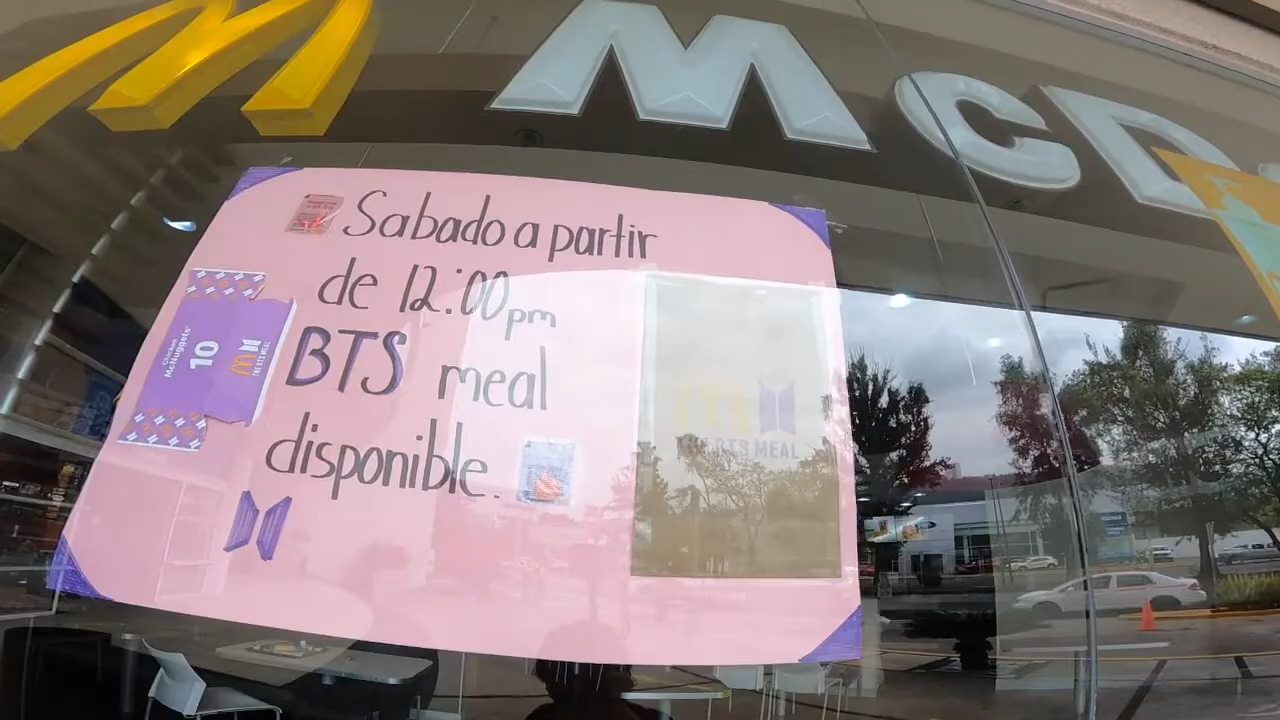 McD
Sabado a partir
de 12:00pm
BTS meal
disponible.
Chicken
McNuggets
10
THE BTS MEAL
THE BTS MEAL